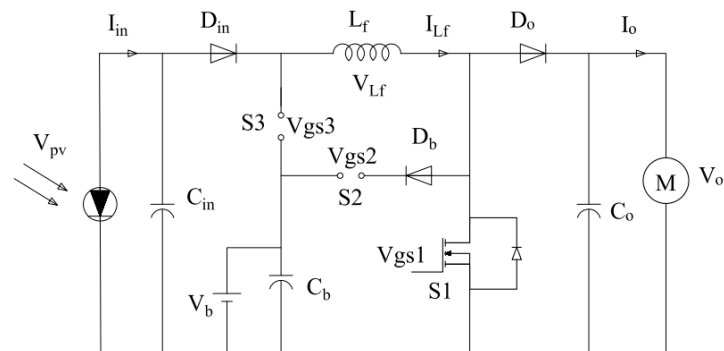 I_in D_in L_f I_Lf D_o I_o
V_Lf
S3 Vgs3
V_pv Vgs2 D_b
S2 M V_o
C_in C_o
Vgs1
V_b C_b S1